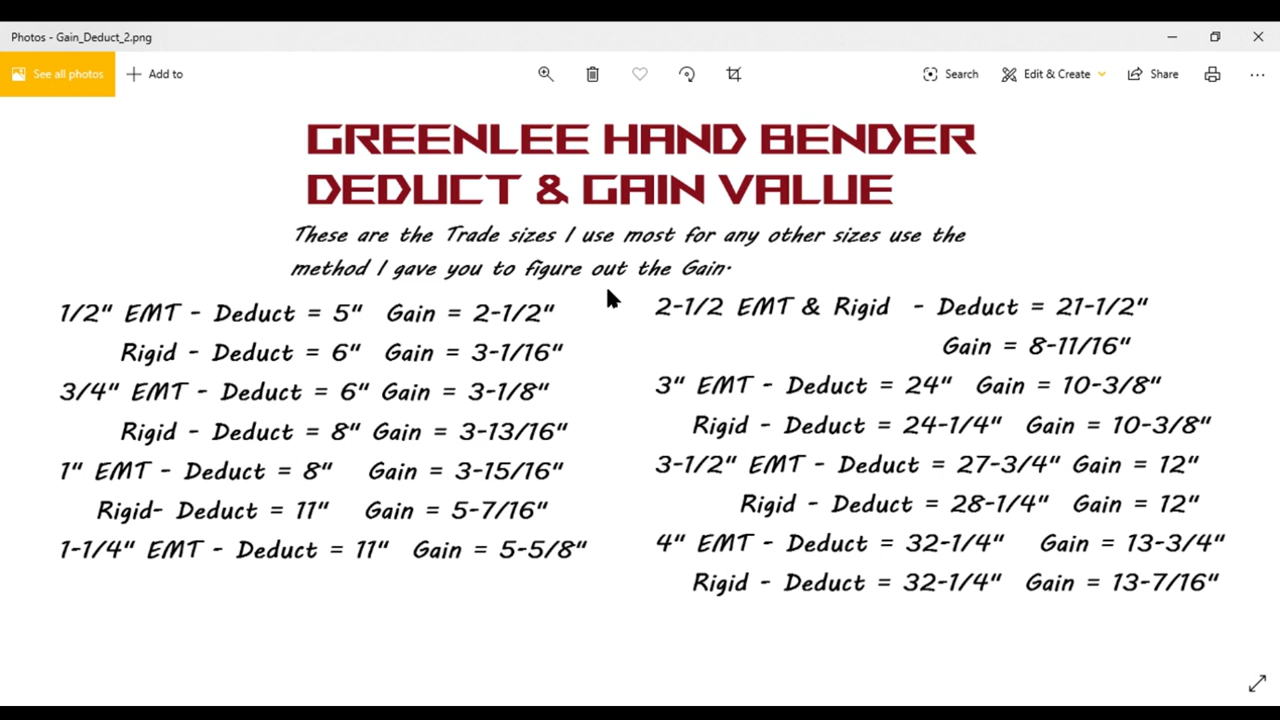 Photos - Gain_Deduct_2.png
See all photos
Add to
Search
Edit & Create
Share
GREENLEE HAND BENDER
DEDUCT & GAIN VALUE
These are the Trade sizes I use most for any other sizes use the
method I gave you to figure out the Gain.
1/2" EMT - Deduct = 5" Gain = 2-1/2"
Rigid - Deduct = 6" Gain = 3-1/16"
3/4" EMT - Deduct = 6" Gain = 3-1/8"
Rigid - Deduct = 8" Gain = 3-13/16"
1" EMT - Deduct = 8" Gain = 3-15/16"
Rigid- Deduct = 11" Gain = 5-7/16"
1-1/4" EMT - Deduct = 11" Gain = 5-5/8"
2-1/2 EMT & Rigid - Deduct = 21-1/2"
Gain = 8-11/16"
3" EMT - Deduct = 24" Gain = 10-3/8"
Rigid - Deduct = 24-1/4" Gain = 10-3/8"
3-1/2" EMT - Deduct = 27-3/4" Gain = 12"
Rigid - Deduct = 28-1/4" Gain = 12"
4" EMT - Deduct = 32-1/4" Gain = 13-3/4"
Rigid - Deduct = 32-1/4" Gain = 13-7/16"